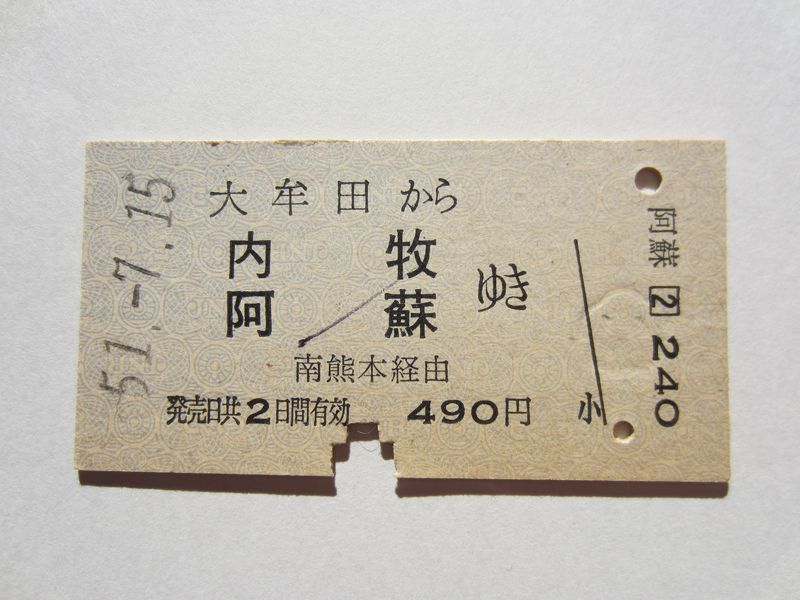 51.-7.15
大牟田から
内牧
阿蘇
ゆき
南熊本経由
発売日共2日間有効 490円
小
阿蘇 2 240